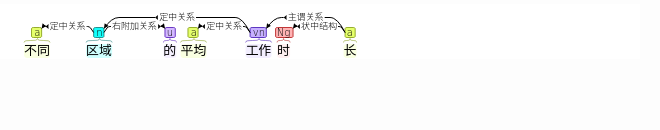 定中关系 主谓关系
定中关系 右附加关系 定中关系 状中结构
a n u a vn Ng a
不同 区域 的 平均 工作 时 长